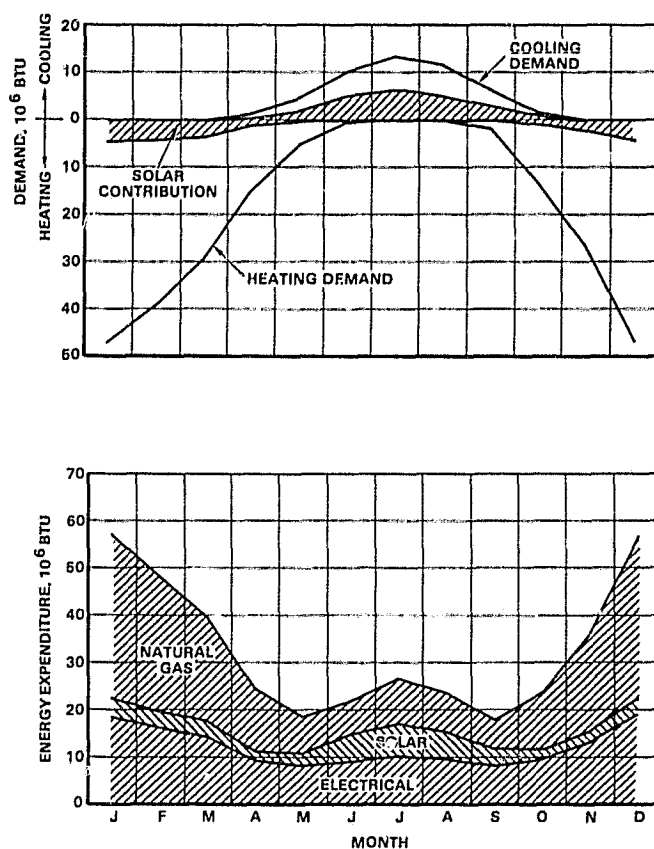 DEMAND, 10⁶ BTU
HEATING COOLING
20
10
0
10
20
30
40
50
COOLING
DEMAND
SOLAR
CONTRIBUTION
HEATING DEMAND
ENERGY EXPENDITURE, 10⁶ BTU
70
60
50
40
30
20
10
0
NATURAL
GAS
SOLAR
ELECTRICAL
J F M A M J J A S O N D
MONTH